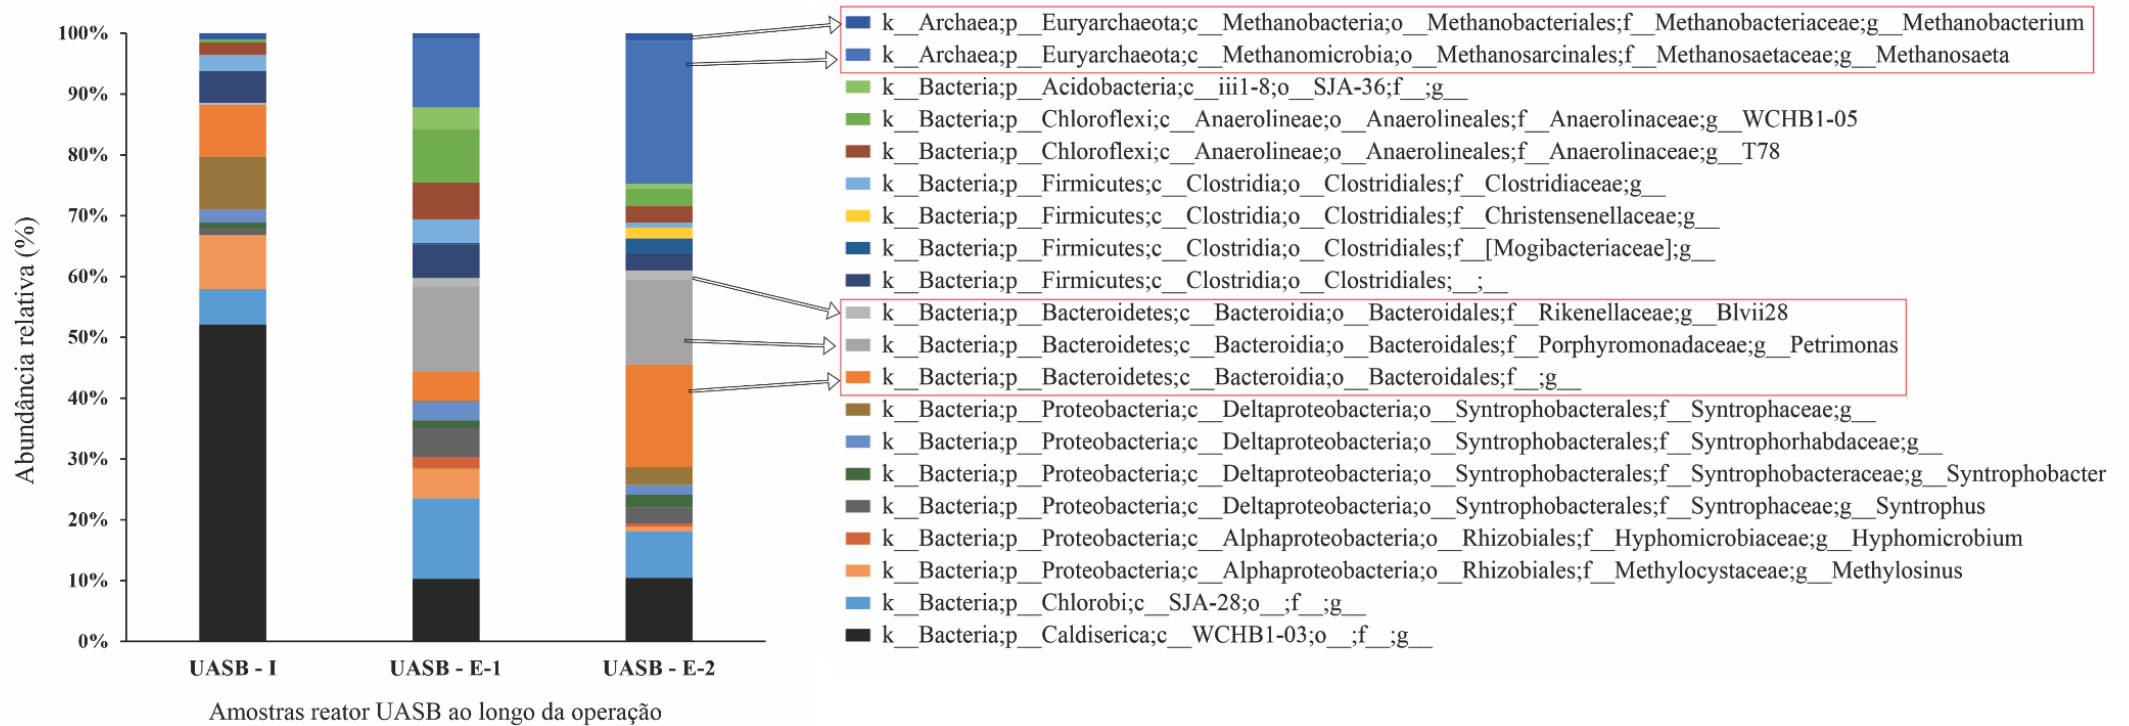 Abundância relativa (%)
100%
90%
80%
70%
60%
50%
40%
30%
20%
10%
0%
UASB - I
UASB - E-1
UASB - E-2
Amostras reator UASB ao longo da operação
k__Archaea;p__Euryarchaeota;c__Methanobacteria;o__Methanobacteriales;f__Methanobacteriaceae;g__Methanobacterium
k__Archaea;p__Euryarchaeota;c__Methanomicrobia;o__Methanosarcinales;f__Methanosaetaceae;g__Methanosaeta
k__Bacteria;p__Acidobacteria;c__iii1-8;o__SJA-36;f__;g__
k__Bacteria;p__Chloroflexi;c__Anaerolineae;o__Anaerolineales;f__Anaerolinaceae;g__WCHB1-05
k__Bacteria;p__Chloroflexi;c__Anaerolineae;o__Anaerolineales;f__Anaerolinaceae;g__T78
k__Bacteria;p__Firmicutes;c__Clostridia;o__Clostridiales;f__Clostridiaceae;g__
k__Bacteria;p__Firmicutes;c__Clostridia;o__Clostridiales;f__Christensenellaceae;g__
k__Bacteria;p__Firmicutes;c__Clostridia;o__Clostridiales;f__[Mogibacteriaceae];g__
k__Bacteria;p__Firmicutes;c__Clostridia;o__Clostridiales;__;__
k__Bacteria;p__Bacteroidetes;c__Bacteroidia;o__Bacteroidales;f__Rikenellaceae;g__Blvii28
k__Bacteria;p__Bacteroidetes;c__Bacteroidia;o__Bacteroidales;f__Porphyromonadaceae;g__Petrimonas
k__Bacteria;p__Bacteroidetes;c__Bacteroidia;o__Bacteroidales;f__;g__
k__Bacteria;p__Proteobacteria;c__Deltaproteobacteria;o__Syntrophobacterales;f__Syntrophaceae;g__
k__Bacteria;p__Proteobacteria;c__Deltaproteobacteria;o__Syntrophobacterales;f__Syntrophorhabdaceae;g__
k__Bacteria;p__Proteobacteria;c__Deltaproteobacteria;o__Syntrophobacterales;f__Syntrophobacteraceae;g__Syntrophobacter
k__Bacteria;p__Proteobacteria;c__Deltaproteobacteria;o__Syntrophobacterales;f__Syntrophaceae;g__Syntrophus
k__Bacteria;p__Proteobacteria;c__Alphaproteobacteria;o__Rhizobiales;f__Hyphomicrobiaceae;g__Hyphomicrobium
k__Bacteria;p__Proteobacteria;c__Alphaproteobacteria;o__Rhizobiales;f__Methylocystaceae;g__Methylosinus
k__Bacteria;p__Chlorobi;c__SJA-28;o__;f__;g__
k__Bacteria;p__Caldiserica;c__WCHB1-03;o__;f__;g__